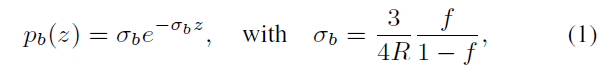 p_b(z) = σ_b e^{−σ_b z}, with σ_b = \frac{3}{4R} \frac{f}{1 − f}, (1)